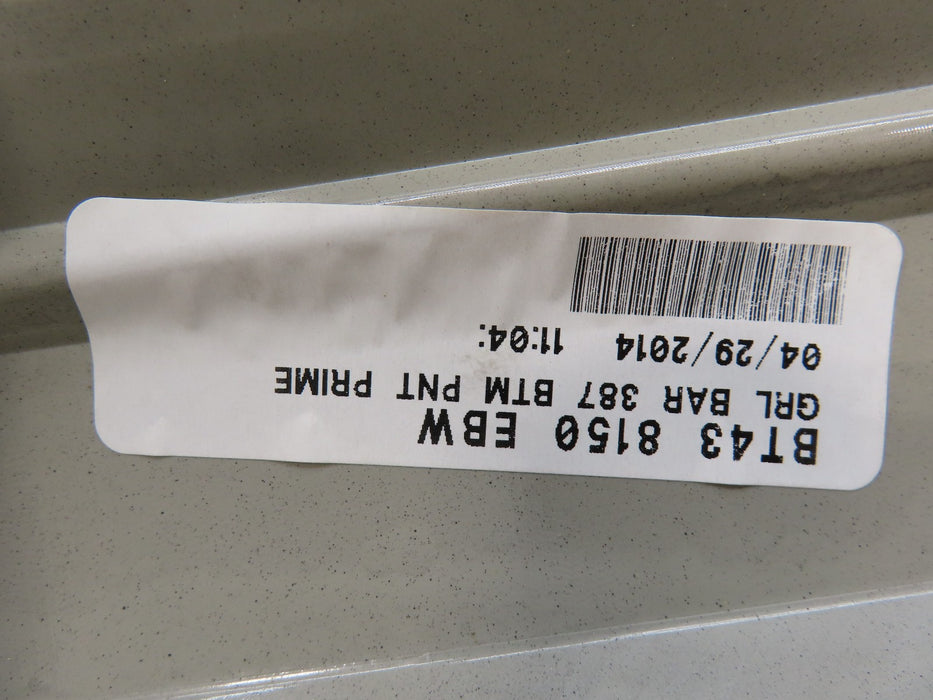 BT43 8150 EBW
GRL BAR 387 BTM PNT PRIME
04/29/2014 11:04: